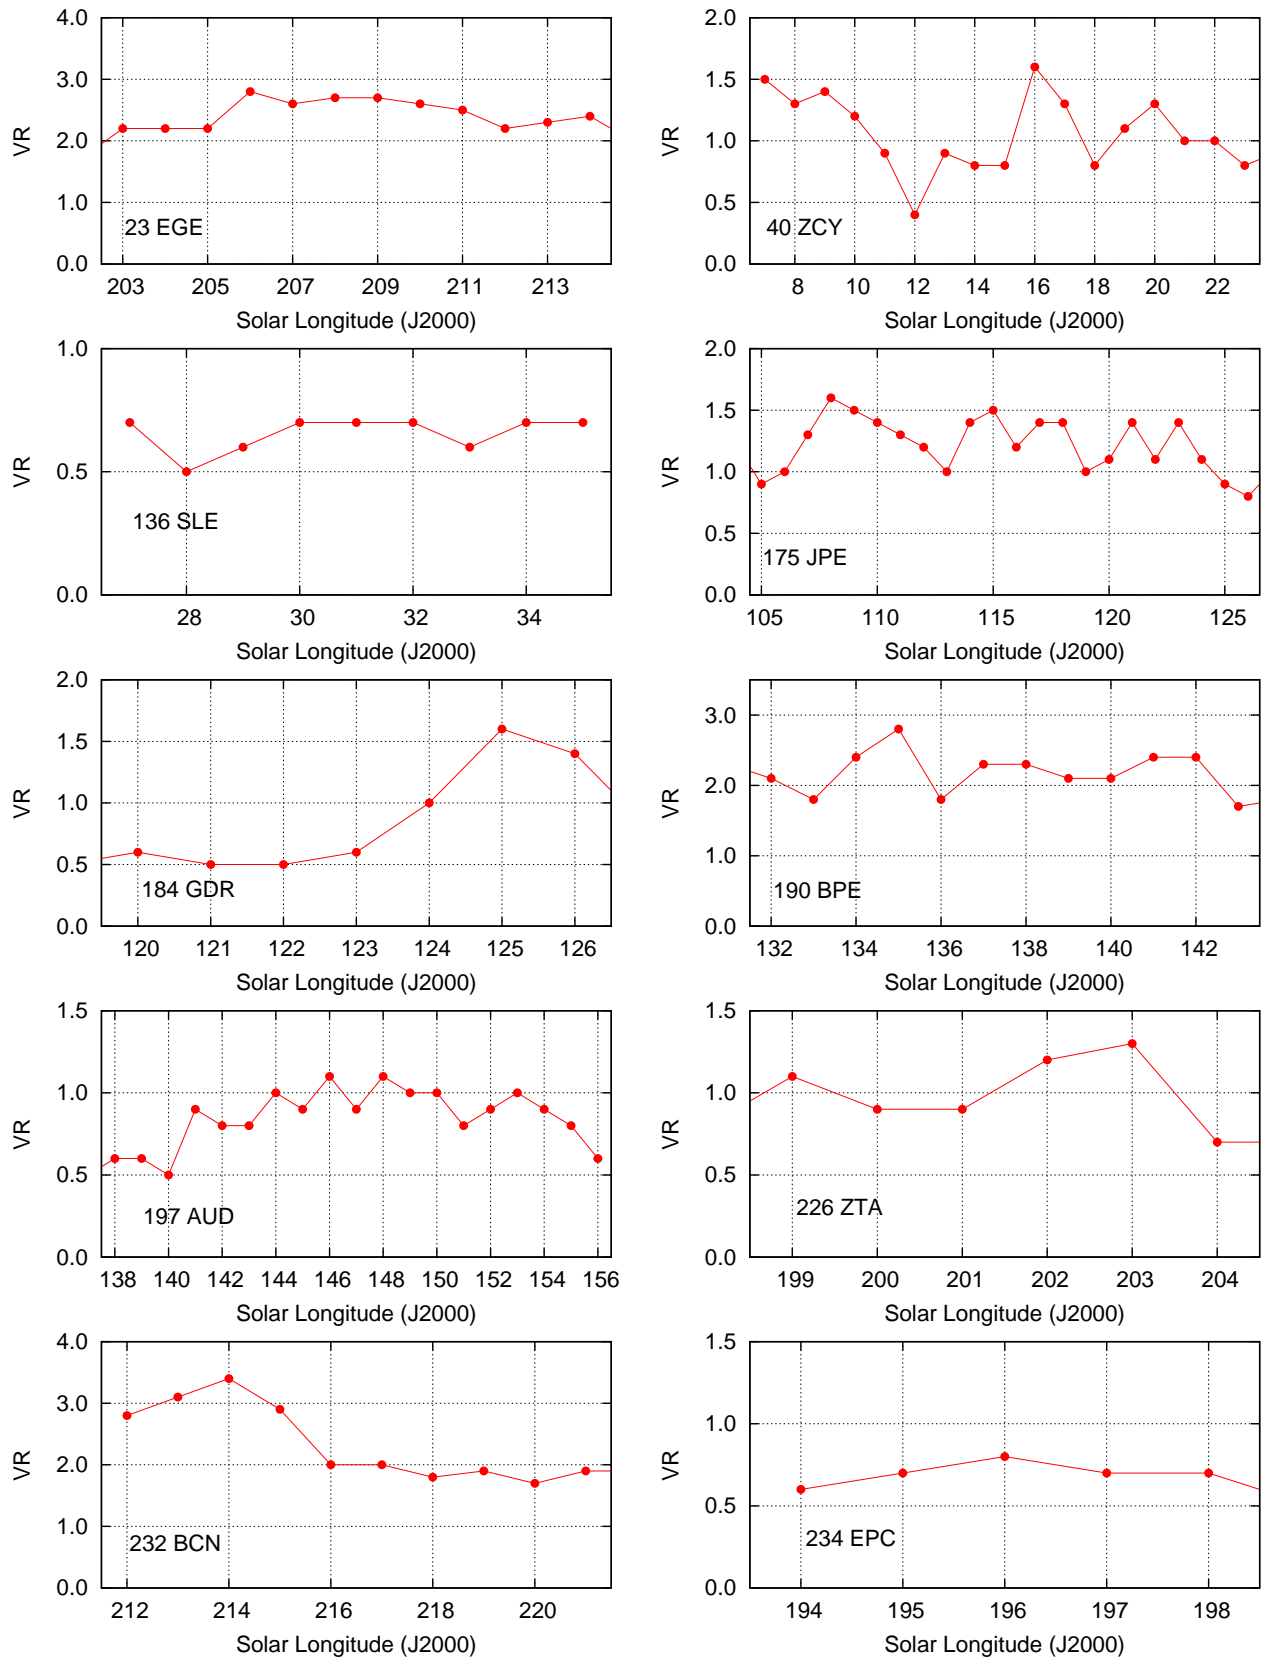 4.0
3.0
2.0
1.0
0.0
VR
23 EGE
203 205 207 209 211 213
Solar Longitude (J2000)
2.0
1.5
1.0
0.5
0.0
VR
40 ZCY
8 10 12 14 16 18 20 22
Solar Longitude (J2000)
1.0
0.5
0.0
VR
136 SLE
28 30 32 34
Solar Longitude (J2000)
2.0
1.5
1.0
0.5
0.0
VR
175 JPE
105 110 115 120 125
Solar Longitude (J2000)
2.0
1.5
1.0
0.5
0.0
VR
184 GDR
120 121 122 123 124 125 126
Solar Longitude (J2000)
3.0
2.0
1.0
0.0
VR
190 BPE
132 134 136 138 140 142
Solar Longitude (J2000)
1.5
1.0
0.5
0.0
VR
197 AUD
138 140 142 144 146 148 150 152 154 156
Solar Longitude (J2000)
1.5
1.0
0.5
0.0
VR
226 ZTA
199 200 201 202 203 204
Solar Longitude (J2000)
4.0
3.0
2.0
1.0
0.0
VR
232 BCN
212 214 216 218 220
Solar Longitude (J2000)
1.5
1.0
0.5
0.0
VR
234 EPC
194 195 196 197 198
Solar Longitude (J2000)